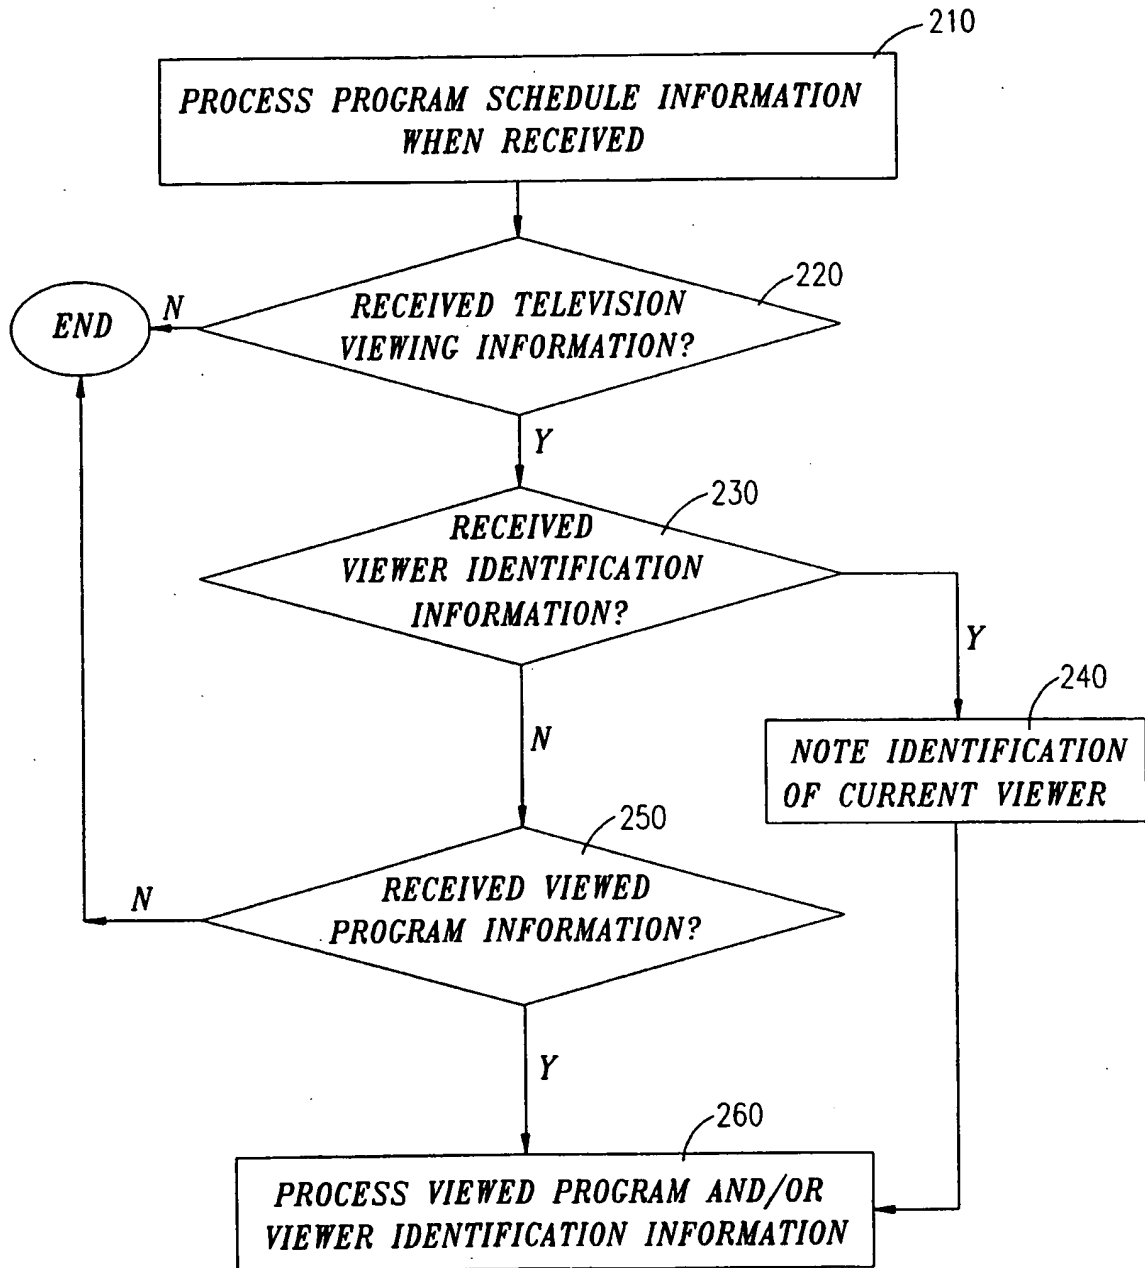 210
PROCESS PROGRAM SCHEDULE INFORMATION
WHEN RECEIVED
220
RECEIVED TELEVISION
VIEWING INFORMATION?
N
END
Y
230
RECEIVED
VIEWER IDENTIFICATION
INFORMATION?
Y
240
NOTE IDENTIFICATION
OF CURRENT VIEWER
N
250
RECEIVED VIEWED
PROGRAM INFORMATION?
N
Y
260
PROCESS VIEWED PROGRAM AND/OR
VIEWER IDENTIFICATION INFORMATION